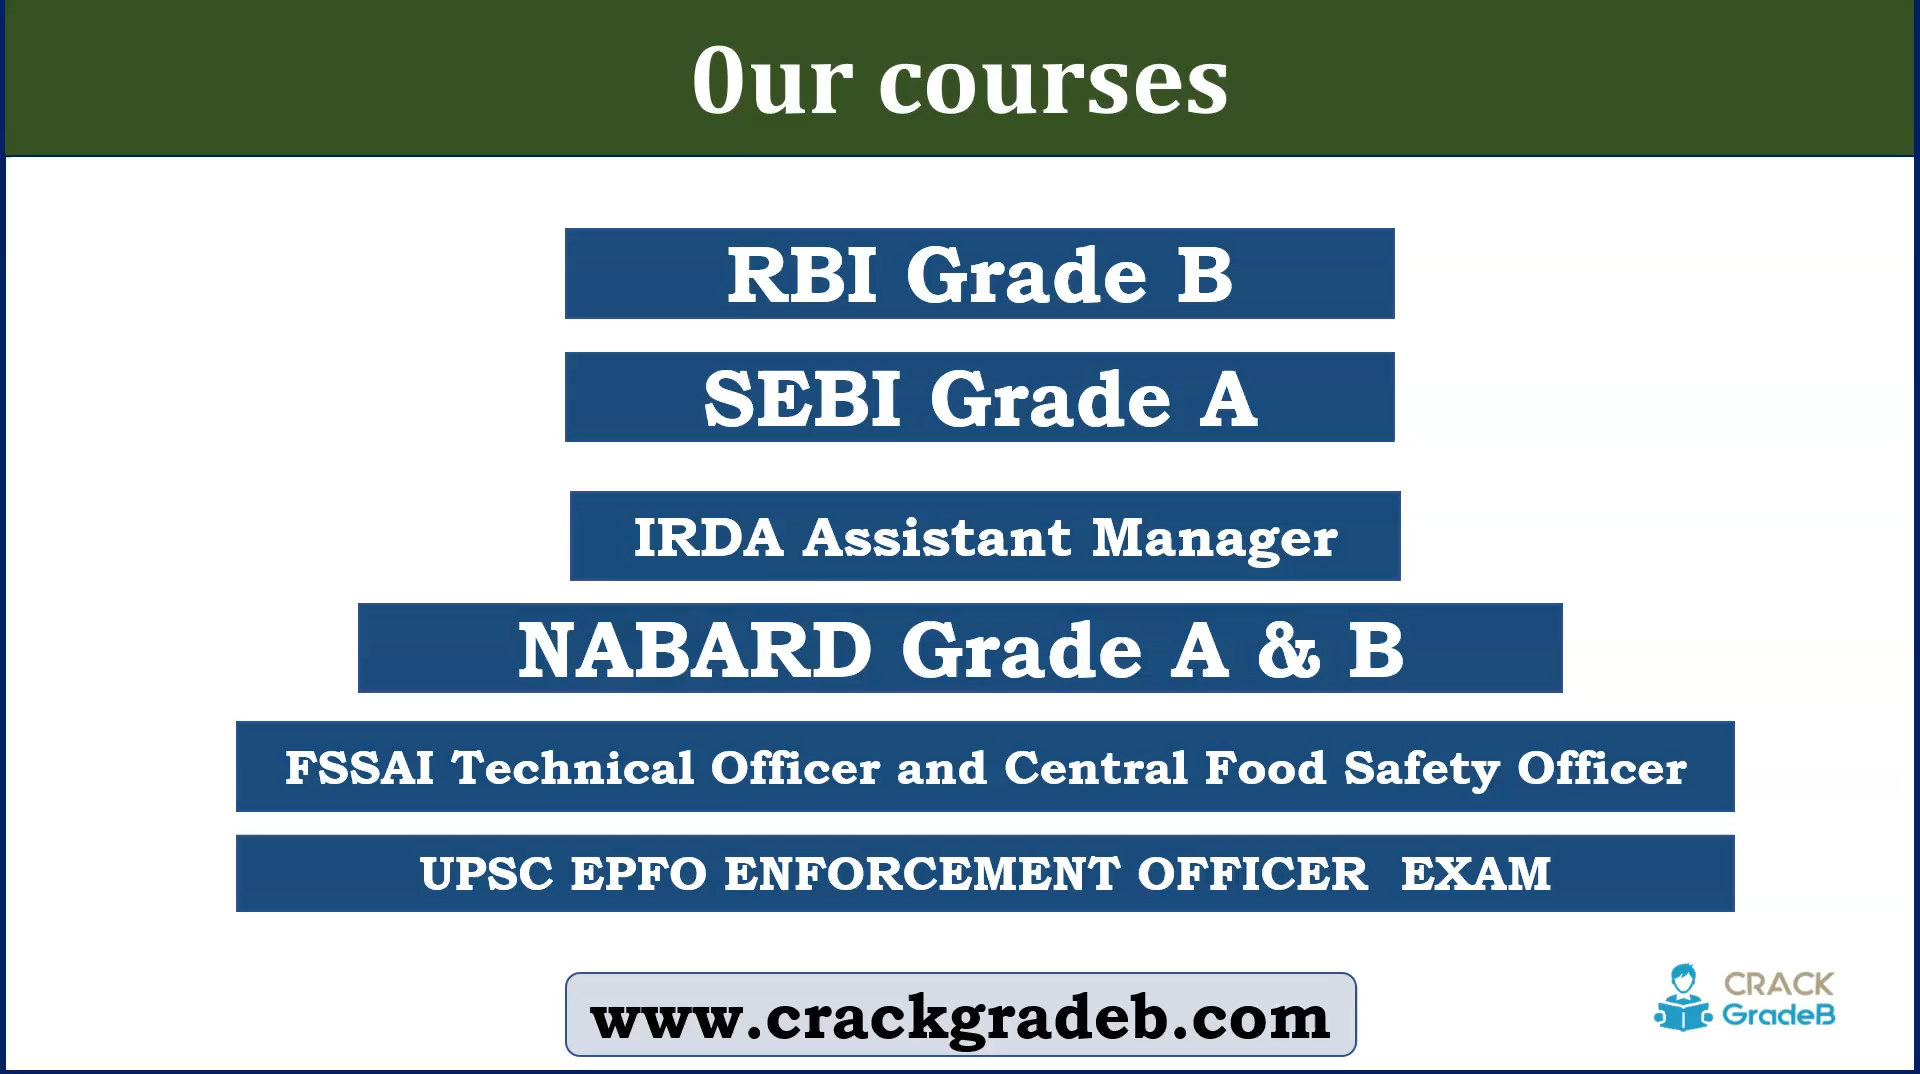 0ur courses
RBI Grade B
SEBI Grade A
IRDA Assistant Manager
NABARD Grade A & B
FSSAI Technical Officer and Central Food Safety Officer
UPSC EPFO ENFORCEMENT OFFICER EXAM
www.crackgradeb.com
CRACK
GradeB